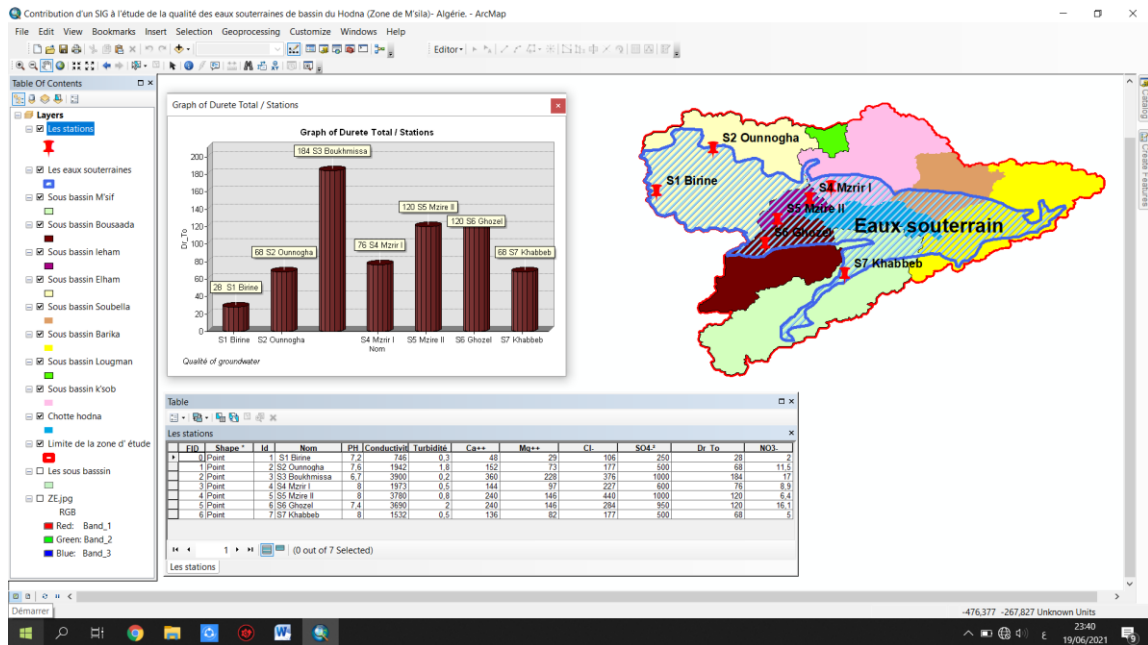 Contribution d'un SIG à l'étude de la qualité des eaux souterraines de bassin du Hodna (Zone de M'sila)- Algérie. - ArcMap
File Edit View Bookmarks Insert Selection Geoprocessing Customize Windows Help
Editor
Table Of Contents
Layers
Les stations
Les eaux souterraines
Sous bassin M'sif
Sous bassin Bousaada
Sous bassin leham
Sous bassin Elham
Sous bassin Soubella
Sous bassin Barika
Sous bassin Lougman
Sous bassin k'sob
Chotte hodna
Limite de la zone d' étude
Les sous basssin
ZE.jpg
RGB
Red: Band_1
Green: Band_2
Blue: Band_3
Graph of Durete Total / Stations
Graph of Durete Total / Stations
Dr_To
200
180
160
140
120
100
80
60
40
20
0
28 S1 Birine
68 S2 Ounnogha
184 S3 Boukhmissa
76 S4 Mzrir I
120 S5 Mzire II
120 S6 Ghozel
68 S7 Khabbeb
S1 Birine S2 Ounnogha S4 Mzrir I S5 Mzire II S6 Ghozel S7 Khabbeb
Nom
Qualité of groundwater
S2 Ounnogha
S1 Birine
S4 Mzrir I
S5 Mzire II
S6 Ghozel
Eaux souterrain
S7 Khabbeb
Catalog
Create Features
Table
Les stations
FID Shape * Id Nom PH Conductivit Turbidité Ca++ Mg++ Cl- SO4-² Dr_To NO3-
0 Point 1 S1 Birine 7,2 746 0,3 48 29 106 250 28 2
1 Point 2 S2 Ounnogha 7,6 1942 1,8 152 73 177 500 68 11,5
2 Point 3 S3 Boukhmissa 6,7 3900 0,2 360 228 376 1000 184 17
3 Point 4 S4 Mzrir I 8 1973 0,5 144 97 227 600 76 8,9
4 Point 5 S5 Mzire II 8 3780 0,8 240 146 440 1000 120 6,4
5 Point 6 S6 Ghozel 7,4 3690 2 240 146 284 950 120 16,1
6 Point 7 S7 Khabbeb 8 1532 0,5 136 82 177 500 68 5
1 (0 out of 7 Selected)
Les stations
Démarrer
-476,377 -267,827 Unknown Units
23:40
ع
19/06/2021
9